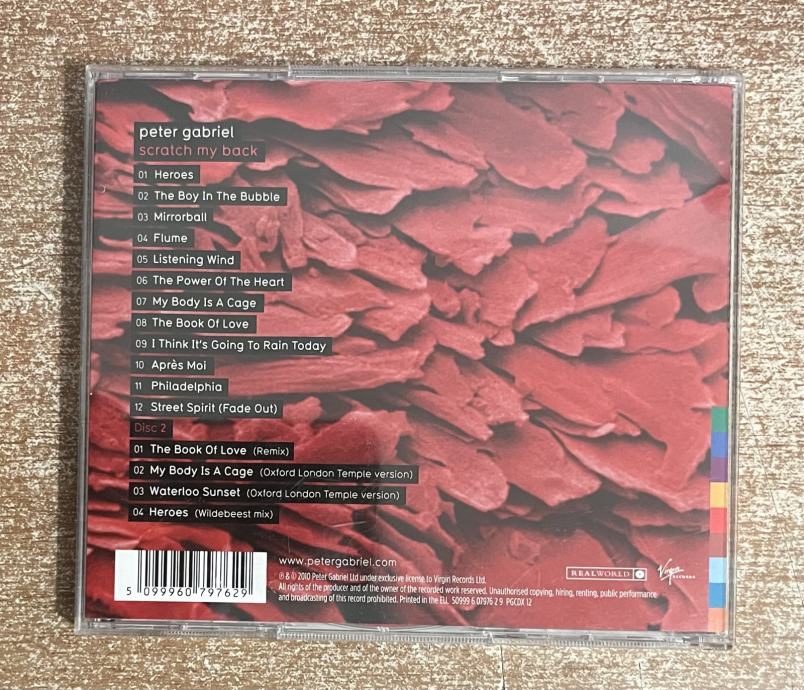 peter gabriel
scratch my back
01 Heroes
02 The Boy In The Bubble
03 Mirrorball
04 Flume
05 Listening Wind
06 The Power Of The Heart
07 My Body Is A Cage
08 The Book Of Love
09 I Think It's Going To Rain Today
10 Après Moi
11 Philadelphia
12 Street Spirit (Fade Out)
Disc 2
01 The Book Of Love (Remix)
02 My Body Is A Cage (Oxford London Temple version)
03 Waterloo Sunset (Oxford London Temple version)
04 Heroes (Wildebeest mix)
5 099960 797629
www.petergabriel.com
℗ & © 2010 Peter Gabriel Ltd under exclusive license to Virgin Records Ltd.
All rights of the producer and of the owner of the recorded work reserved. Unauthorised copying, hiring, renting, public performance
and broadcasting of this record prohibited. Printed in the EU. 50999 6 07976 2 9 PGCDX 12
REALWORLD
Virgin
RECORDS